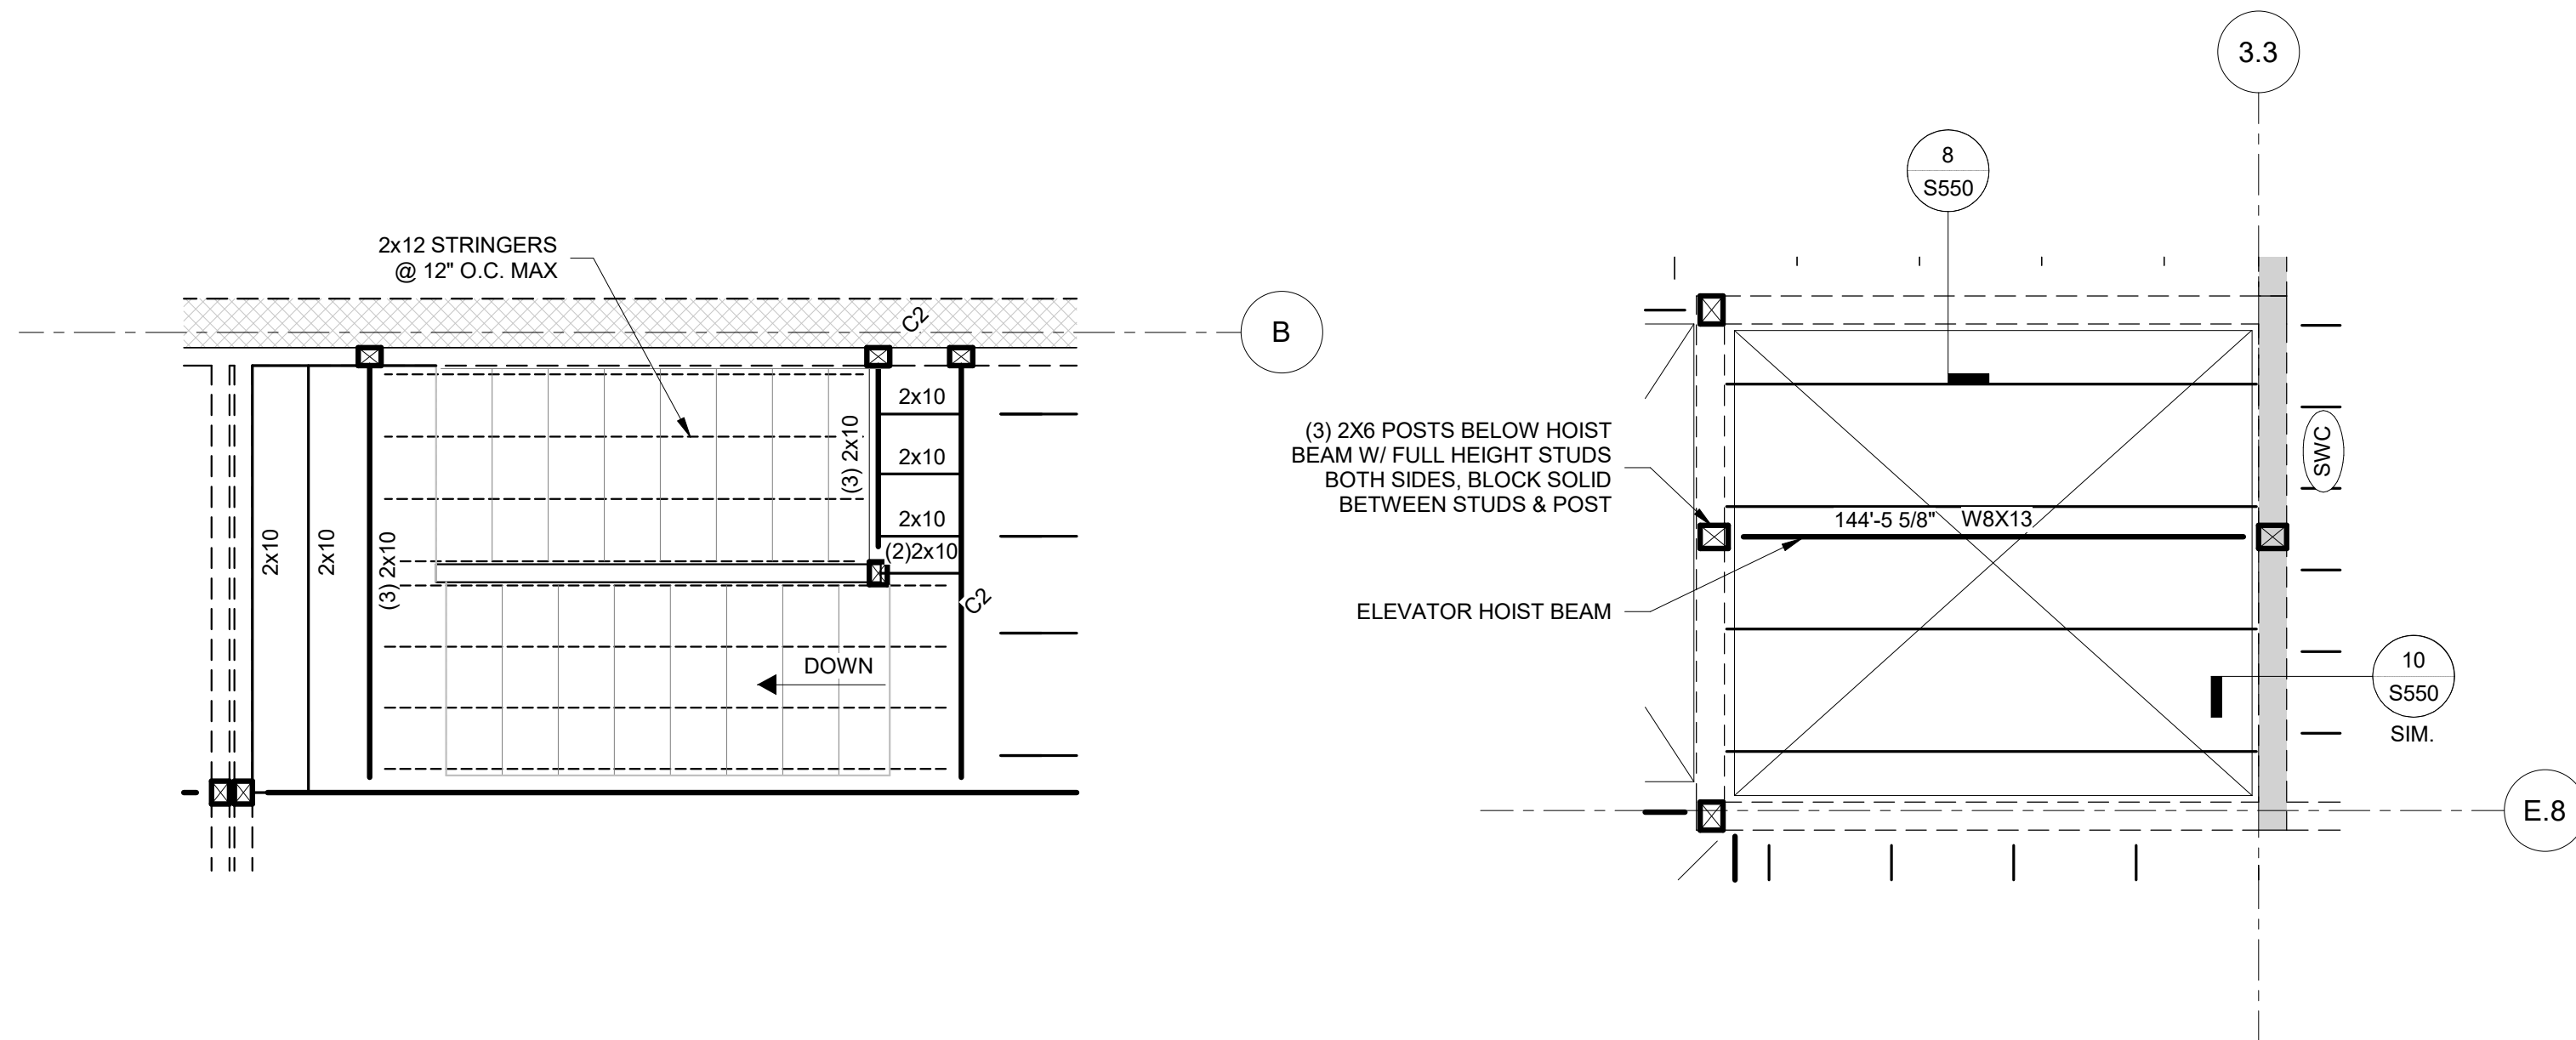 3.3
8
S550
2x12 STRINGERS
@ 12" O.C. MAX
C2
B
2x10
(3) 2x10
2x10
2x10
(2)2x10
2x10
2x10
(3) 2x10
C2
DOWN
(3) 2X6 POSTS BELOW HOIST
BEAM W/ FULL HEIGHT STUDS
BOTH SIDES, BLOCK SOLID
BETWEEN STUDS & POST
SWC
144'-5 5/8" W8X13
ELEVATOR HOIST BEAM
10
S550
SIM.
E.8